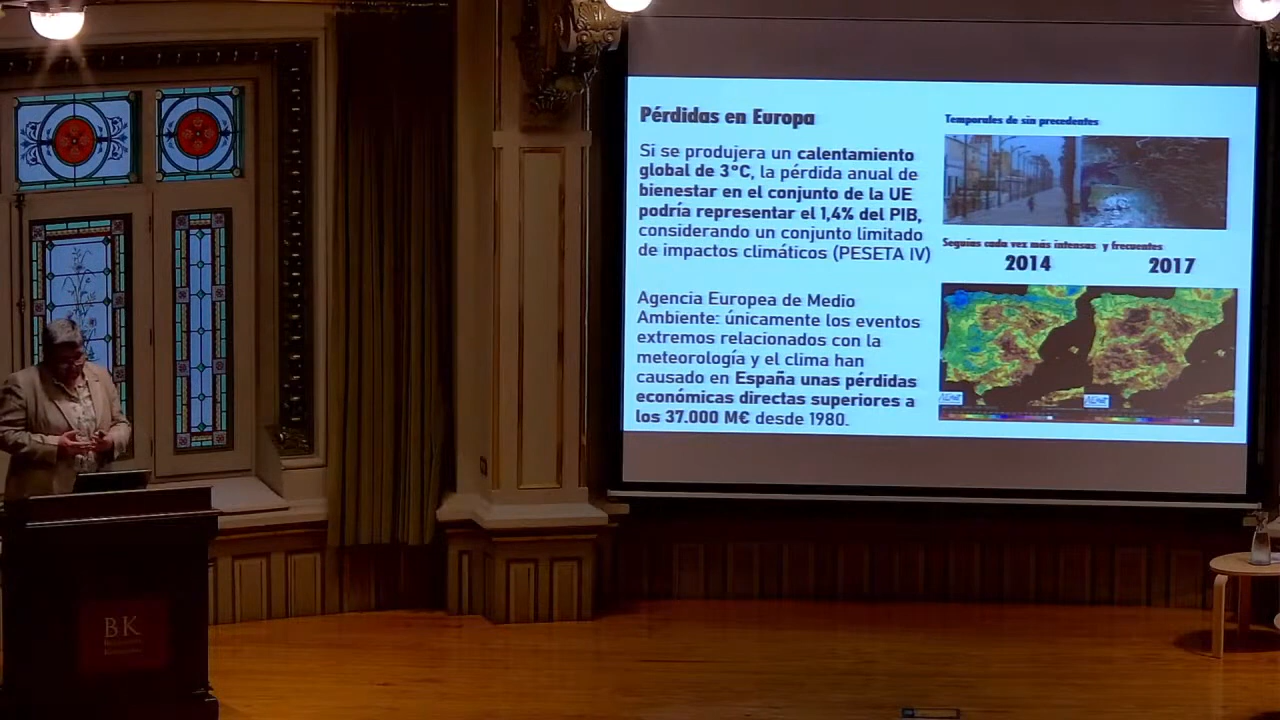 Pérdidas en Europa
Si se produjera un calentamiento
global de 3°C, la pérdida anual de
bienestar en el conjunto de la UE
podría representar el 1,4% del PIB,
considerando un conjunto limitado
de impactos climáticos (PESETA IV)
Agencia Europea de Medio
Ambiente: únicamente los eventos
extremos relacionados con la
meteorología y el clima han
causado en España unas pérdidas
económicas directas superiores a
los 37.000 M€ desde 1980.
Temporales de sin precedentes
Sequías cada vez más intensas y frecuentes
2014 2017
BK